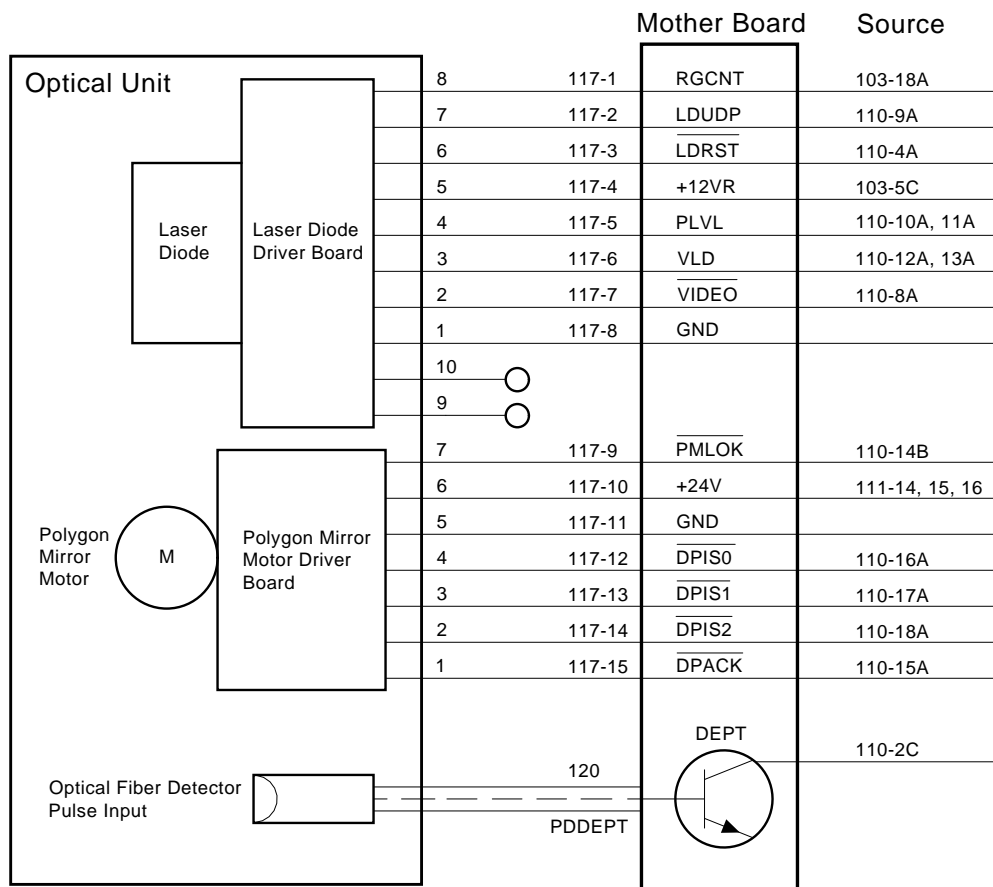 Mother Board Source
Optical Unit
8 117-1 RGCNT 103-18A
7 117-2 LDUDP 110-9A
6 117-3 LDRST 110-4A
5 117-4 +12VR 103-5C
Laser Diode
Laser Diode Driver Board
4 117-5 PLVL 110-10A, 11A
3 117-6 VLD 110-12A, 13A
2 117-7 VIDEO 110-8A
1 117-8 GND
10
9
7 117-9 PMLOK 110-14B
6 117-10 +24V 111-14, 15, 16
5 117-11 GND
Polygon
Mirror
Motor
M
Polygon Mirror
Motor Driver
Board
4 117-12 DPIS0 110-16A
3 117-13 DPIS1 110-17A
2 117-14 DPIS2 110-18A
1 117-15 DPACK 110-15A
DEPT
110-2C
120
Optical Fiber Detector
Pulse Input
PDDEPT